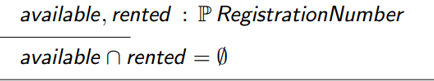 available, rented : ℙ RegistrationNumber
available ∩ rented = ∅